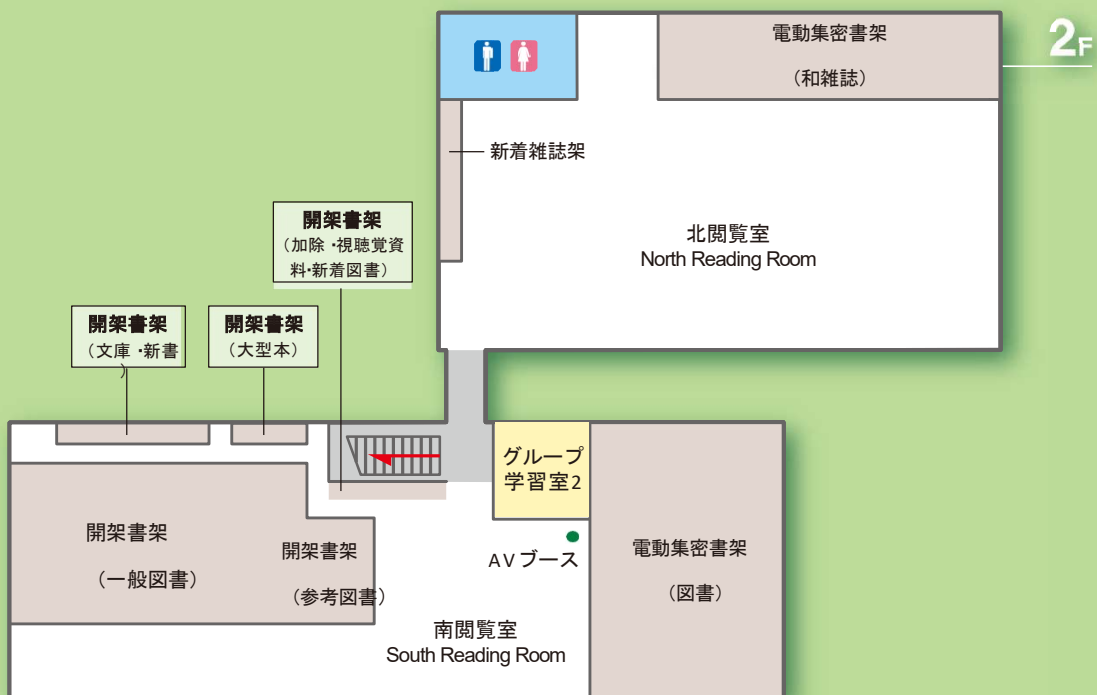 2F
電動集密書架
（和雑誌）
新着雑誌架
北閲覧室
North Reading Room
開架書架
（加除・視聴覚資
料・新着図書）
開架書架
（文庫・新書
）
開架書架
（大型本）
グループ
学習室2
開架書架
（一般図書）
開架書架
（参考図書）
AVブース
電動集密書架
（図書）
南閲覧室
South Reading Room